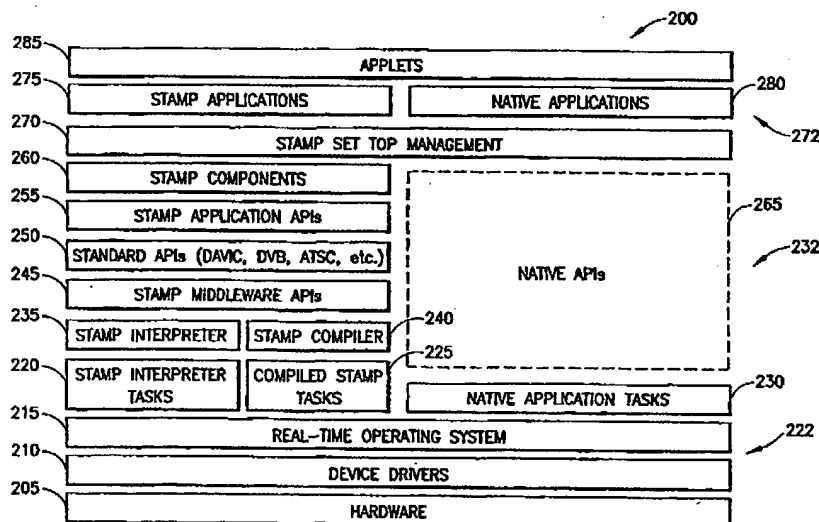 200
285 APPLETS
275 STAMP APPLICATIONS NATIVE APPLICATIONS 280
272
270 STAMP SET TOP MANAGEMENT
260 STAMP COMPONENTS
255 STAMP APPLICATION APIs 265
250 STANDARD APIs (DAVIC, DVB, ATSC, etc.) NATIVE APIs 232
245 STAMP MIDDLEWARE APIs
235 STAMP INTERPRETER STAMP COMPILER 240
220 STAMP INTERPRETER TASKS COMPILED STAMP TASKS 225
NATIVE APPLICATION TASKS 230
215 REAL-TIME OPERATING SYSTEM 222
210 DEVICE DRIVERS
205 HARDWARE